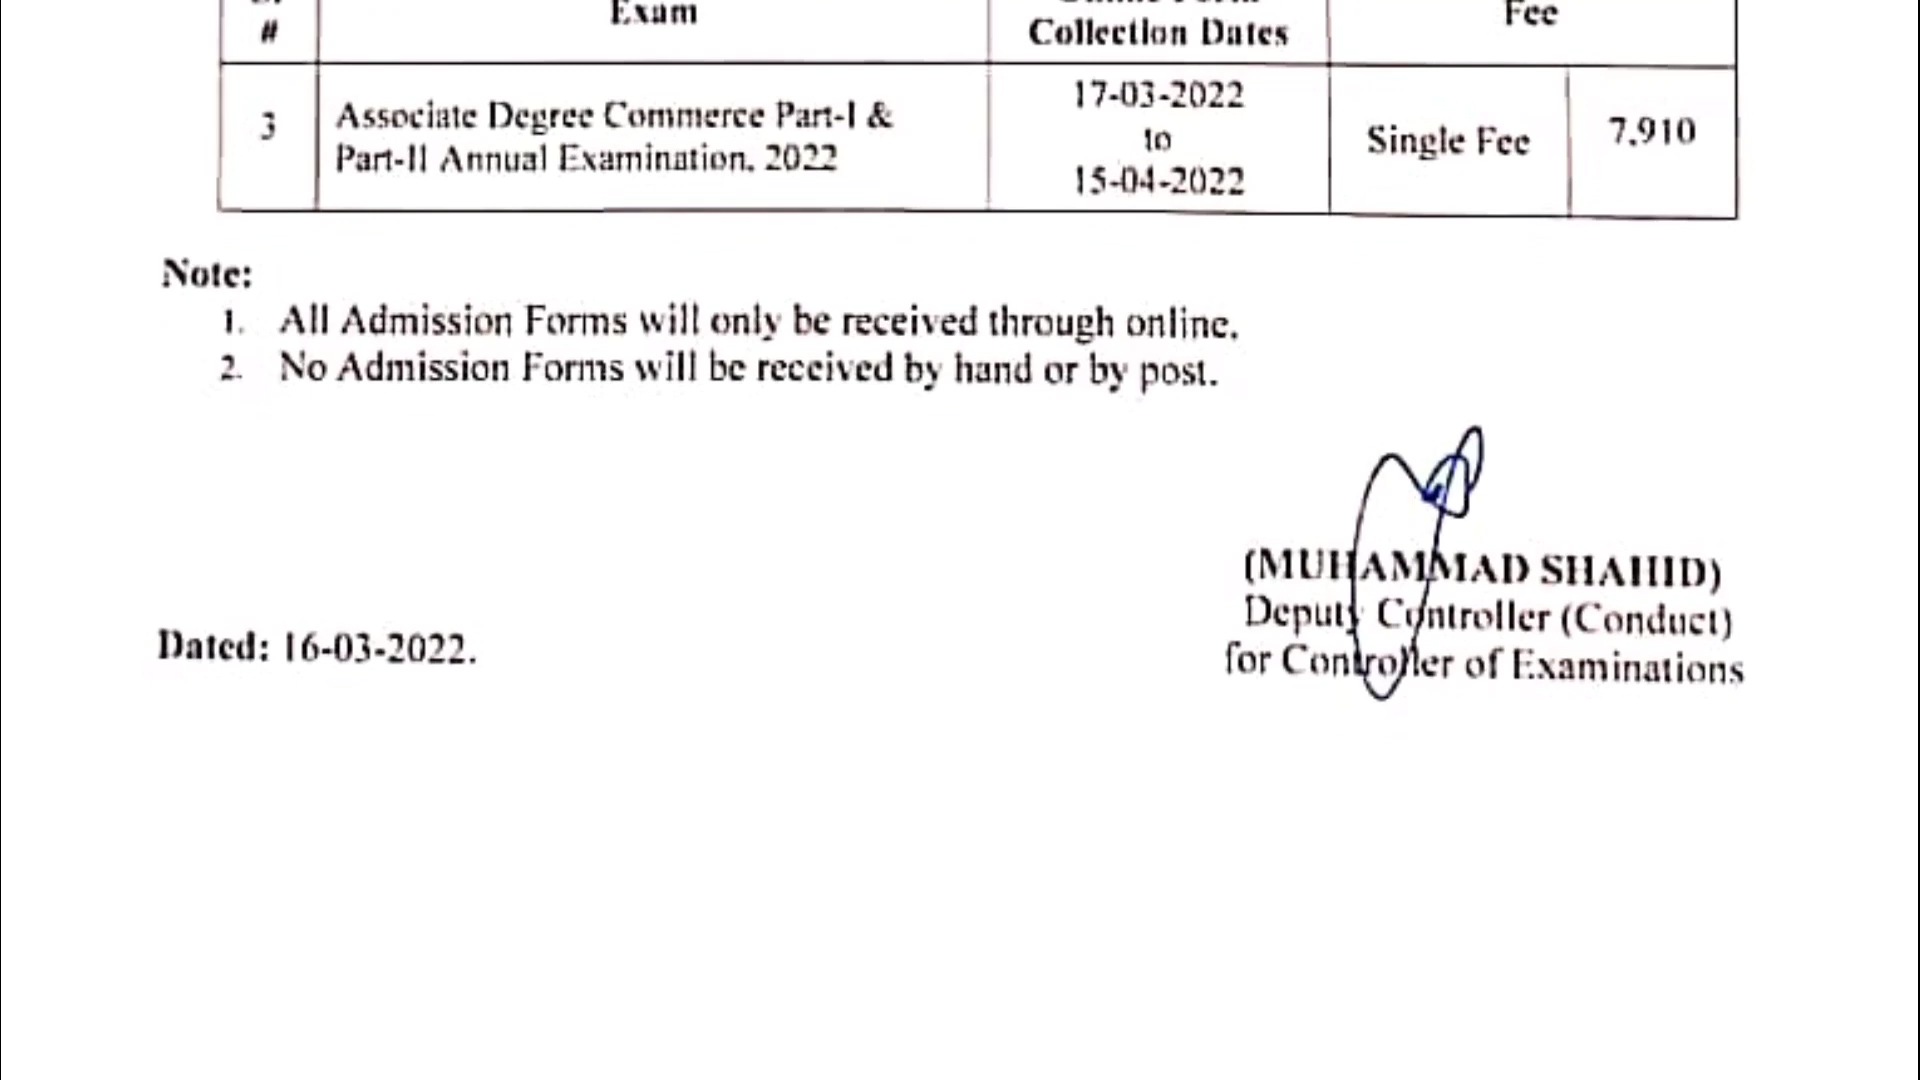 #
Exam
Collection Dates
Fee
3
Associate Degree Commerce Part-I &
Part-II Annual Examination, 2022
17-03-2022
to
15-04-2022
Single Fee
7,910
Note:
1. All Admission Forms will only be received through online.
2. No Admission Forms will be received by hand or by post.
(MUHAMMAD SHAHID)
Deputy Controller (Conduct)
for Controller of Examinations
Dated: 16-03-2022.